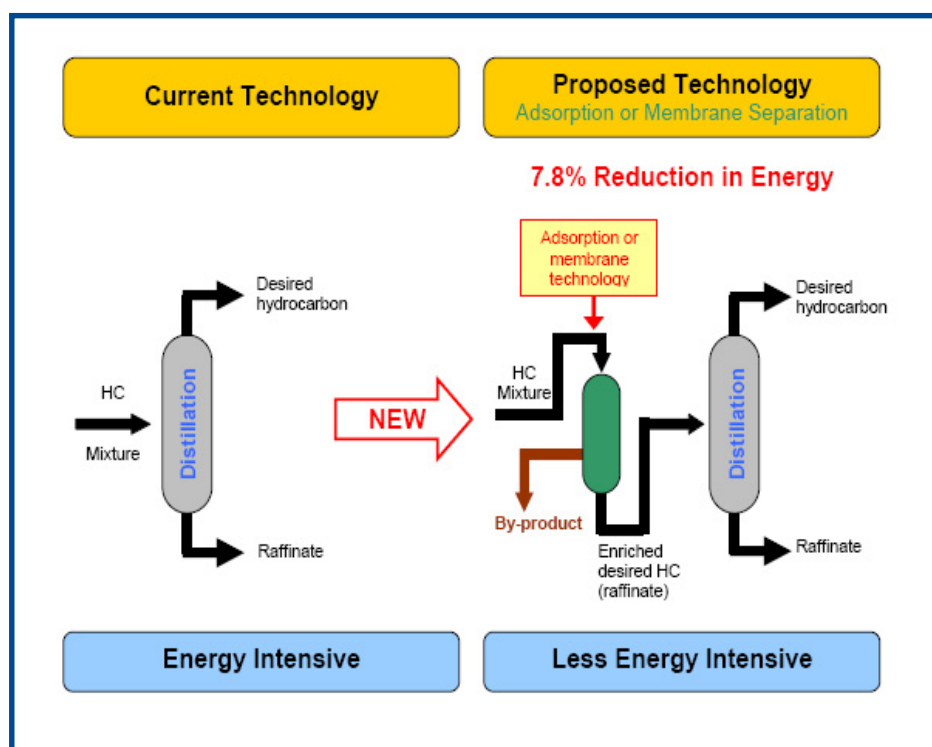 Current Technology
Proposed Technology
Adsorption or Membrane Separation
7.8% Reduction in Energy
Adsorption or
membrane
technology
Desired
hydrocarbon
HC
Mixture
Distillation
Raffinate
NEW
HC
Mixture
By-product
Enriched
desired HC
(raffinate)
Desired
hydrocarbon
Distillation
Raffinate
Energy Intensive
Less Energy Intensive